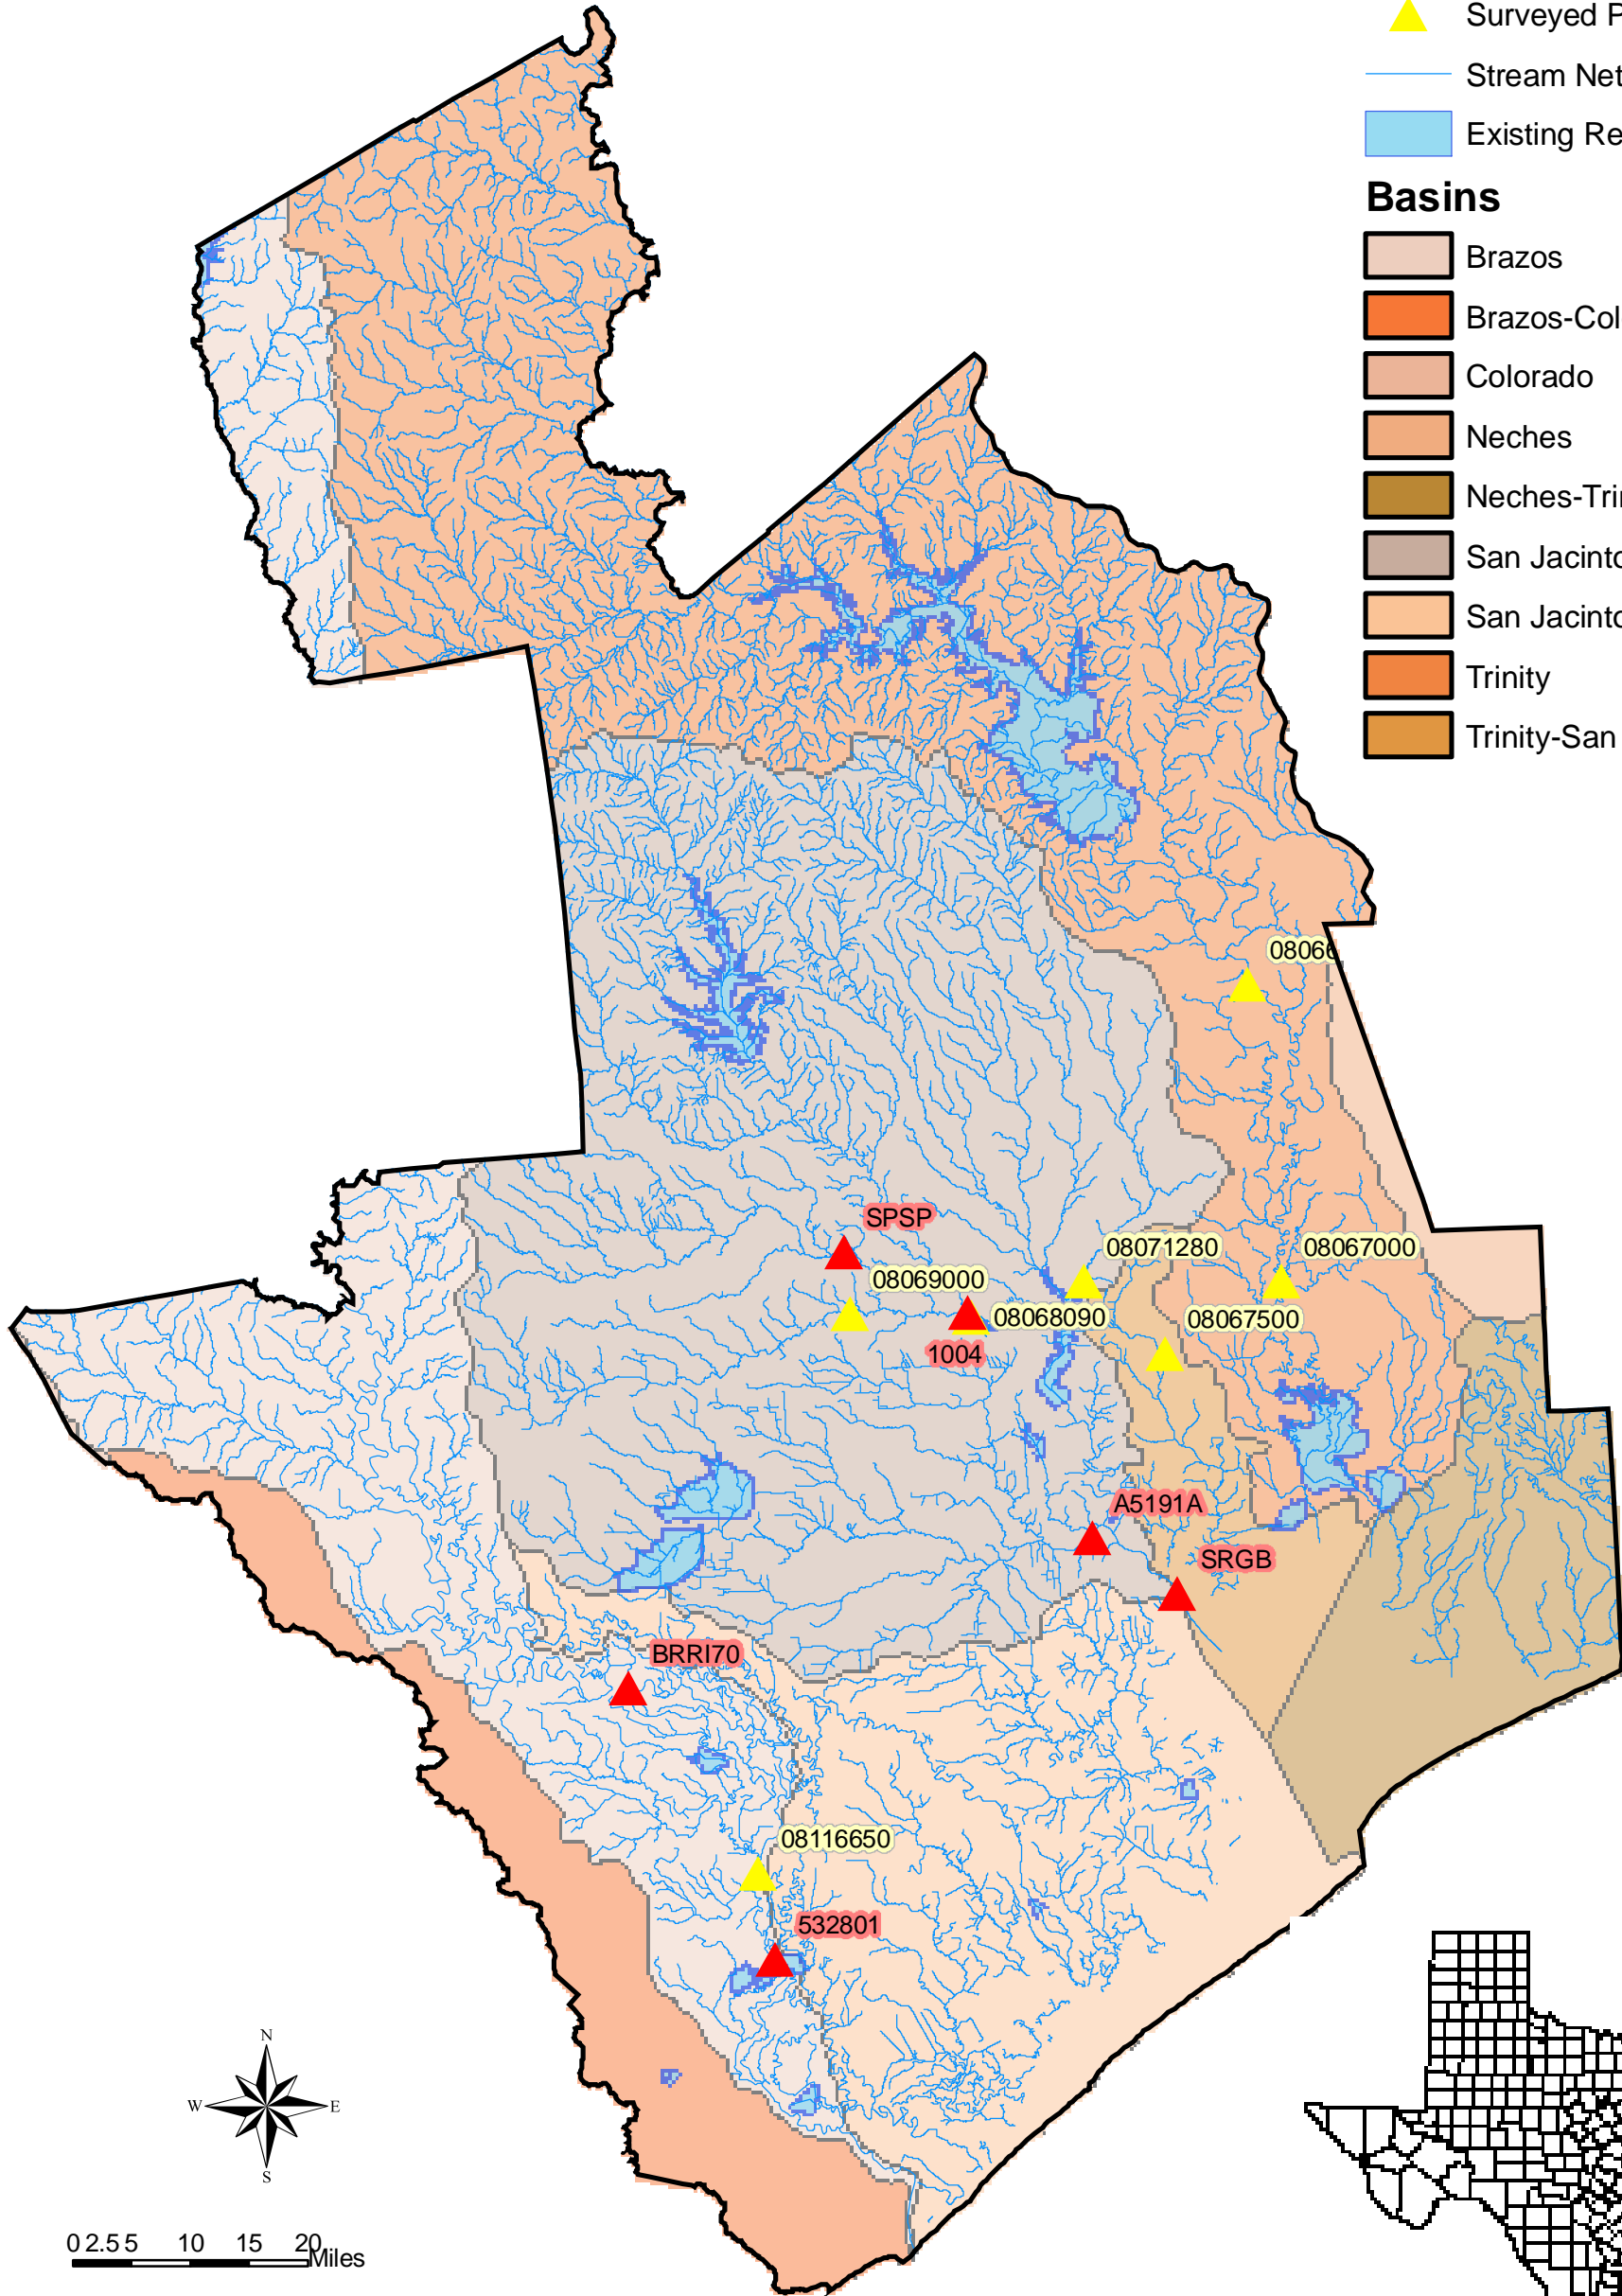 Surveyed P
Stream Net
Existing Re
Basins
Brazos
Brazos-Col
Colorado
Neches
Neches-Trin
San Jacinto
San Jacinto
Trinity
Trinity-San
08066
SPSP
08071280
08067000
08069000
08068090
08067500
1004
A5191A
SRGB
BRRI70
08116650
532801
N
W E
S
0 2.5 5 10 15 20
Miles